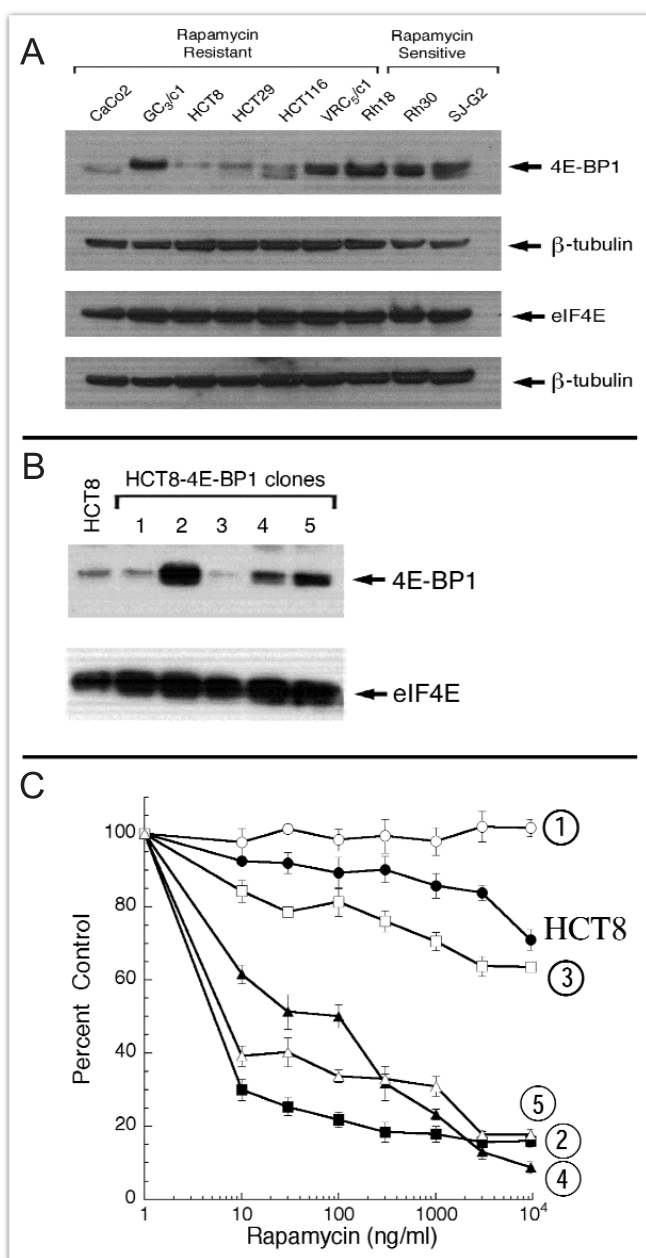 A
Rapamycin
Resistant
Rapamycin
Sensitive
CaCo2 GC₃/c1 HCT8 HCT29 HCT116 VRC₅/c1 Rh18 Rh30 SJ-G2
4E-BP1
β-tubulin
eIF4E
β-tubulin
B
HCT8-4E-BP1 clones
HCT8 1 2 3 4 5
4E-BP1
eIF4E
C
Percent Control
100
80
60
40
20
0
1 10 100 1000 10⁴
Rapamycin (ng/ml)
1
HCT8
3
5
2
4